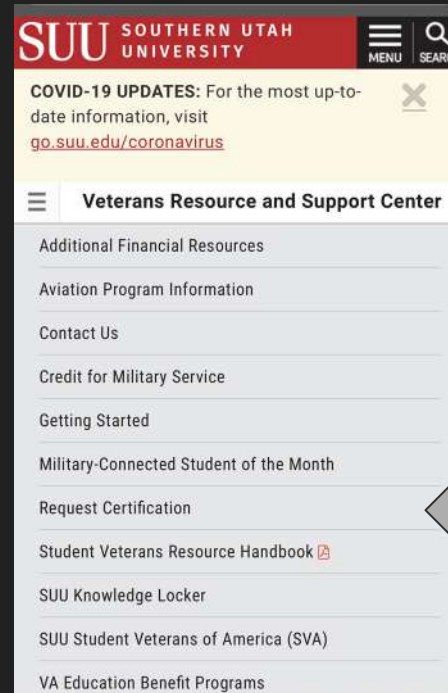 SUU SOUTHERN UTAH
UNIVERSITY
MENU
COVID-19 UPDATES: For the most up-to-
date information, visit
go.suu.edu/coronavirus
Veterans Resource and Support Center
Additional Financial Resources
Aviation Program Information
Contact Us
Credit for Military Service
Getting Started
Military-Connected Student of the Month
Request Certification
Student Veterans Resource Handbook
SUU Knowledge Locker
SUU Student Veterans of America (SVA)
VA Education Benefit Programs